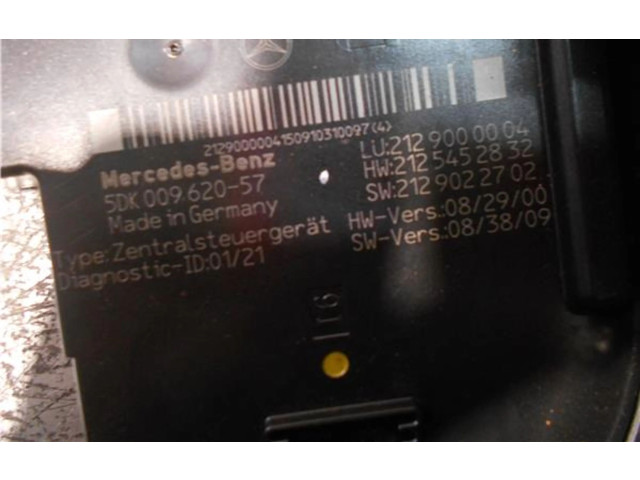 2129000004150910310097(4)
Mercedes-Benz
5DK 009 620-57
Made in Germany
Type: Zentralsteuergerät
Diagnostic-ID:01/21
LU:212 900 00 04
HW:212 545 28 32
SW:212 902 27 02
HW-Vers.:08/29/00
SW-Vers.:08/38/09